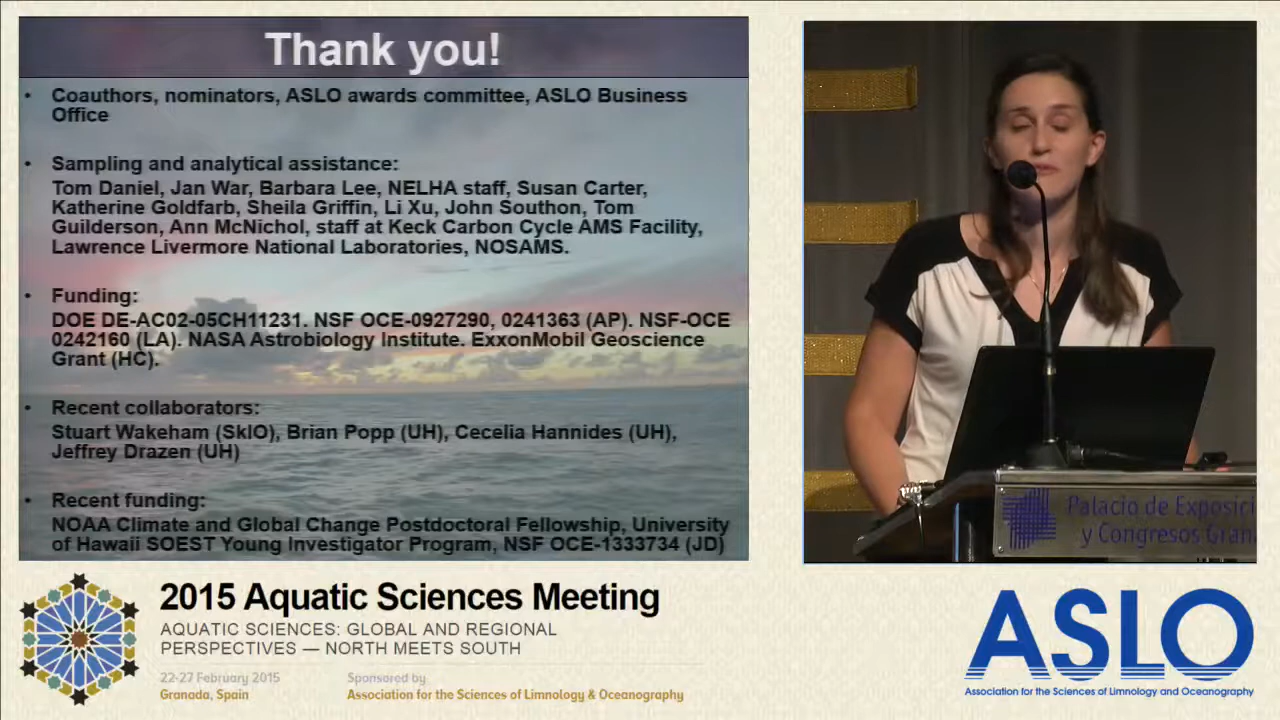 Thank you!
• Coauthors, nominators, ASLO awards committee, ASLO Business
Office
• Sampling and analytical assistance:
Tom Daniel, Jan War, Barbara Lee, NELHA staff, Susan Carter,
Katherine Goldfarb, Sheila Griffin, Li Xu, John Southon, Tom
Guilderson, Ann McNichol, staff at Keck Carbon Cycle AMS Facility,
Lawrence Livermore National Laboratories, NOSAMS.
• Funding:
DOE DE-AC02-05CH11231. NSF OCE-0927290, 0241363 (AP). NSF-OCE
0242160 (LA). NASA Astrobiology Institute. ExxonMobil Geoscience
Grant (HC).
• Recent collaborators:
Stuart Wakeham (SkIO), Brian Popp (UH), Cecelia Hannides (UH),
Jeffrey Drazen (UH)
• Recent funding:
NOAA Climate and Global Change Postdoctoral Fellowship, University
of Hawaii SOEST Young Investigator Program, NSF OCE-1333734 (JD)
Palacio de Exposici
y Congresos Gran
2015 Aquatic Sciences Meeting
AQUATIC SCIENCES: GLOBAL AND REGIONAL
PERSPECTIVES — NORTH MEETS SOUTH
22-27 February 2015
Granada, Spain
Sponsored by
Association for the Sciences of Limnology & Oceanography
ASLO
Association for the Sciences of Limnology and Oceanography